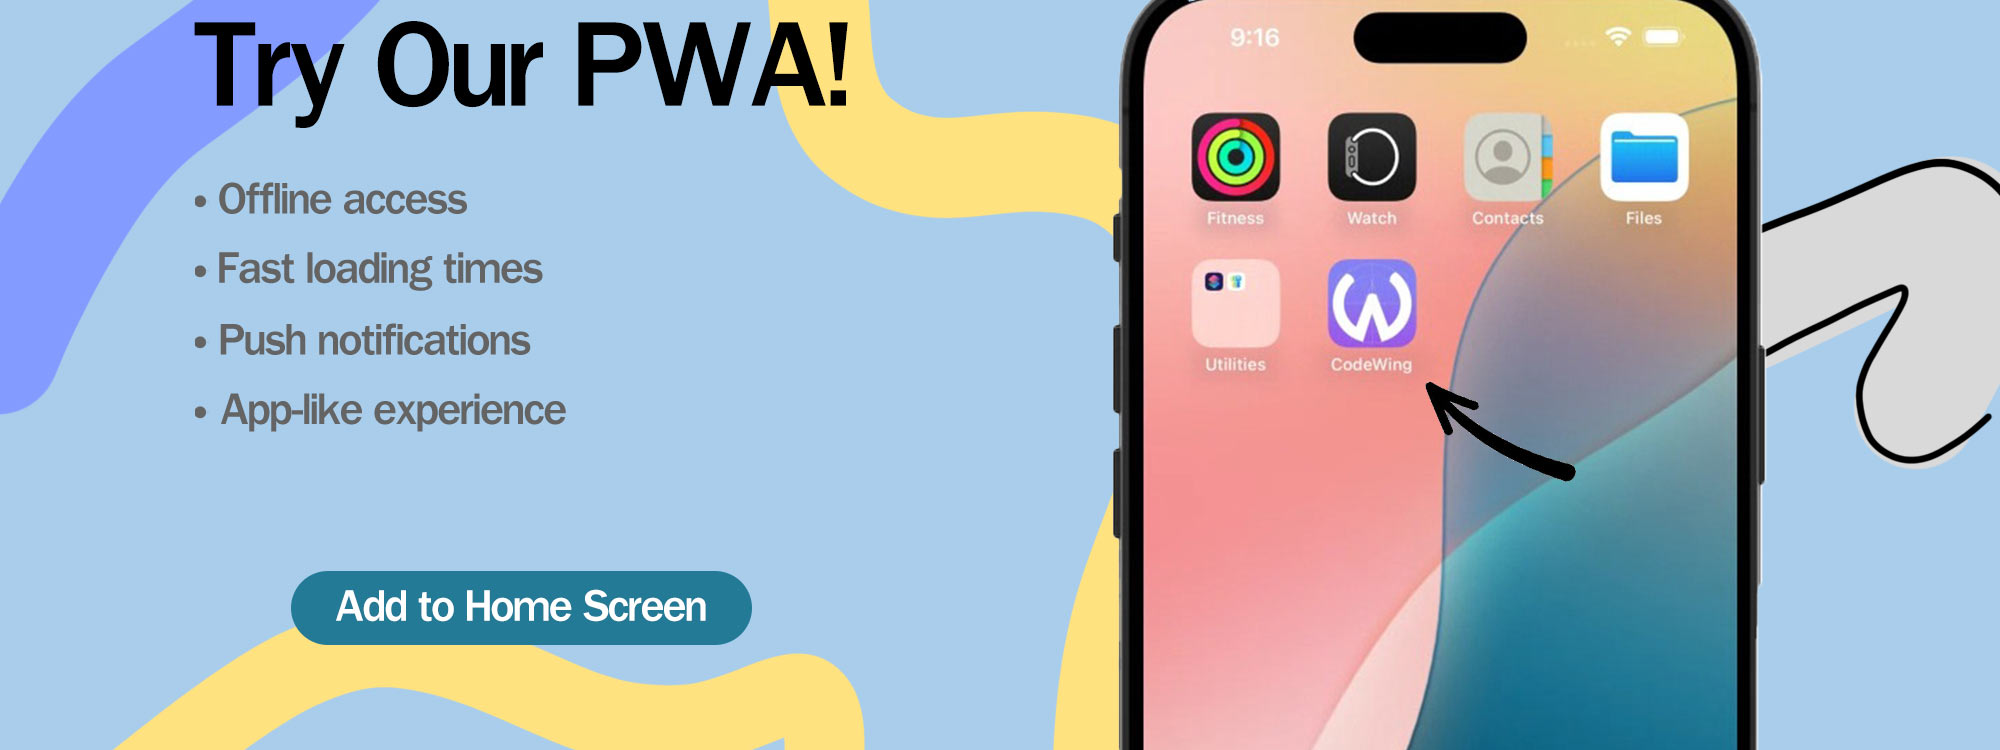 Try Our PWA!
• Offline access
• Fast loading times
• Push notifications
• App-like experience
Add to Home Screen
9:16
Fitness
Watch
Contacts
Files
Utilities
CodeWing